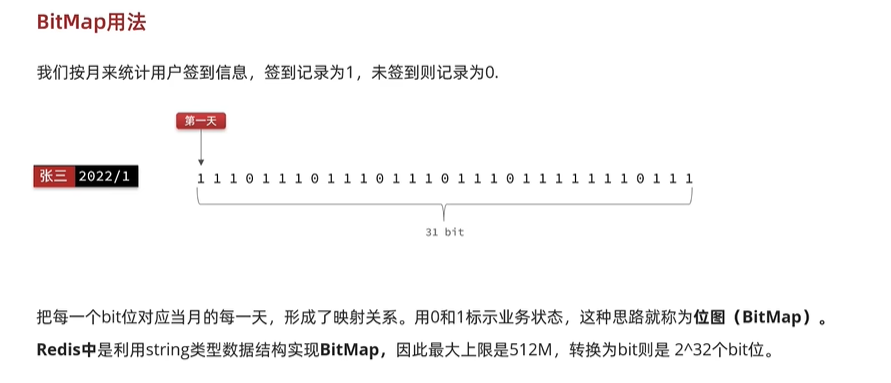 BitMap用法
我们按月来统计用户签到信息，签到记录为1，未签到则记录为0.
第一天
张三 2022/1 1 1 1 0 1 1 1 0 1 1 1 0 1 1 1 0 1 1 1 0 1 1 1 1 1 1 1 0 1 1 1
31 bit
把每一个bit位对应当月的每一天，形成了映射关系。用0和1标示业务状态，这种思路就称为位图（BitMap）。
Redis中是利用string类型数据结构实现BitMap，因此最大上限是512M，转换为bit则是 2^32个bit位。